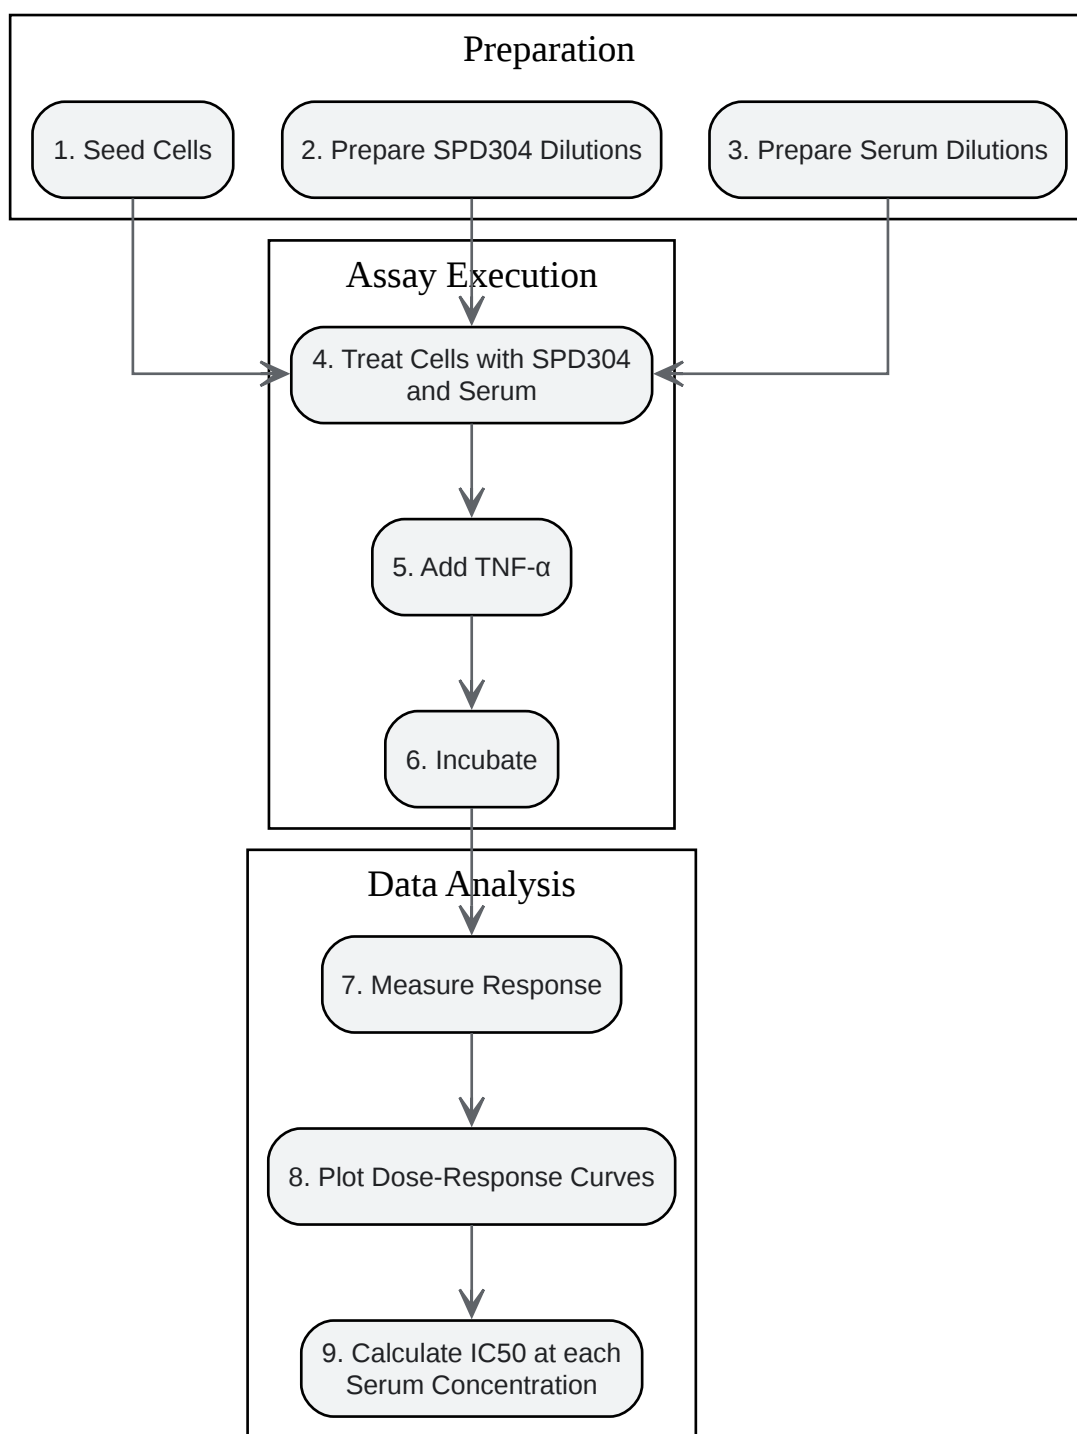 Preparation
1. Seed Cells
2. Prepare SPD304 Dilutions
3. Prepare Serum Dilutions
Assay Execution
4. Treat Cells with SPD304
and Serum
5. Add TNF-α
6. Incubate
Data Analysis
7. Measure Response
8. Plot Dose-Response Curves
9. Calculate IC50 at each
Serum Concentration